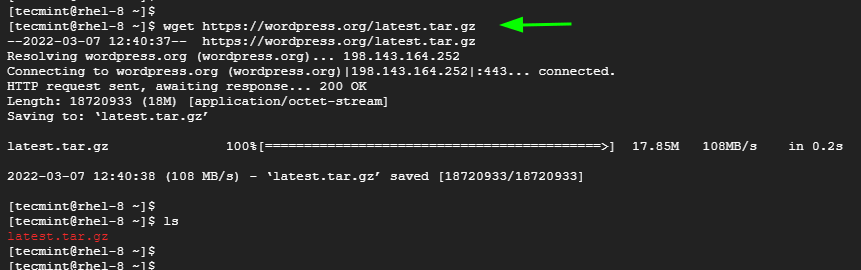 [tecmint@rhel-8 ~]$
[tecmint@rhel-8 ~]$ wget https://wordpress.org/latest.tar.gz
--2022-03-07 12:40:37--  https://wordpress.org/latest.tar.gz
Resolving wordpress.org (wordpress.org)... 198.143.164.252
Connecting to wordpress.org (wordpress.org)|198.143.164.252|:443... connected.
HTTP request sent, awaiting response... 200 OK
Length: 18720933 (18M) [application/octet-stream]
Saving to: ‘latest.tar.gz’
latest.tar.gz 100%[===========================================>] 17.85M 108MB/s in 0.2s
2022-03-07 12:40:38 (108 MB/s) - ‘latest.tar.gz’ saved [18720933/18720933]
[tecmint@rhel-8 ~]$
[tecmint@rhel-8 ~]$ ls
latest.tar.gz
[tecmint@rhel-8 ~]$
[tecmint@rhel-8 ~]$